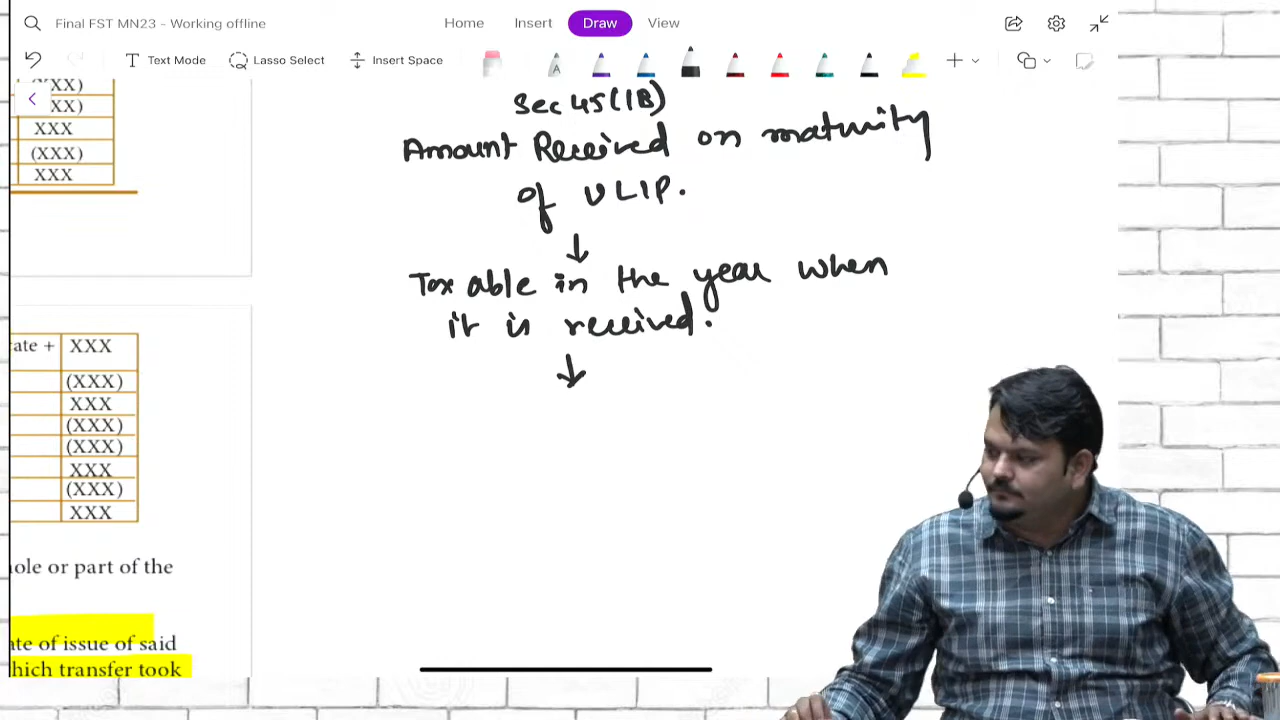 Final FST MN23 - Working offline
Home Insert Draw View
Text Mode Lasso Select Insert Space
XX)
XXX
(XXX)
XXX
Sec 45(1B)
Amount Received on maturity
of ULIP.
Taxable in the year when
it is received.
ate + XXX
(XXX)
XXX
(XXX)
(XXX)
XXX
(XXX)
XXX
ole or part of the
te of issue of said
hich transfer took